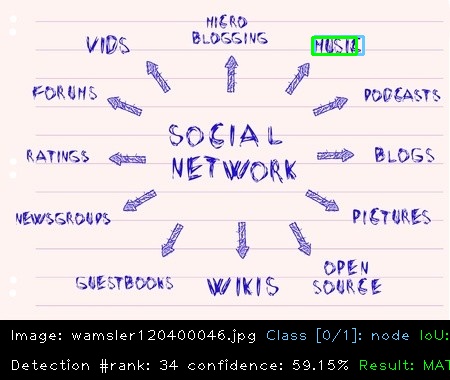 MICRO
BLOGGING
VIDS
MUSIC
FORUMS
PODCASTS
SOCIAL
NETWORK
RATINGS
BLOGS
NEWSGROUPS
PICTURES
GUESTBOOKS
WIKIS
OPEN
SOURCE
Image: wamsler120400046.jpg Class [0/1]: node IoU:
Detection #rank: 34 confidence: 59.15% Result: MAT